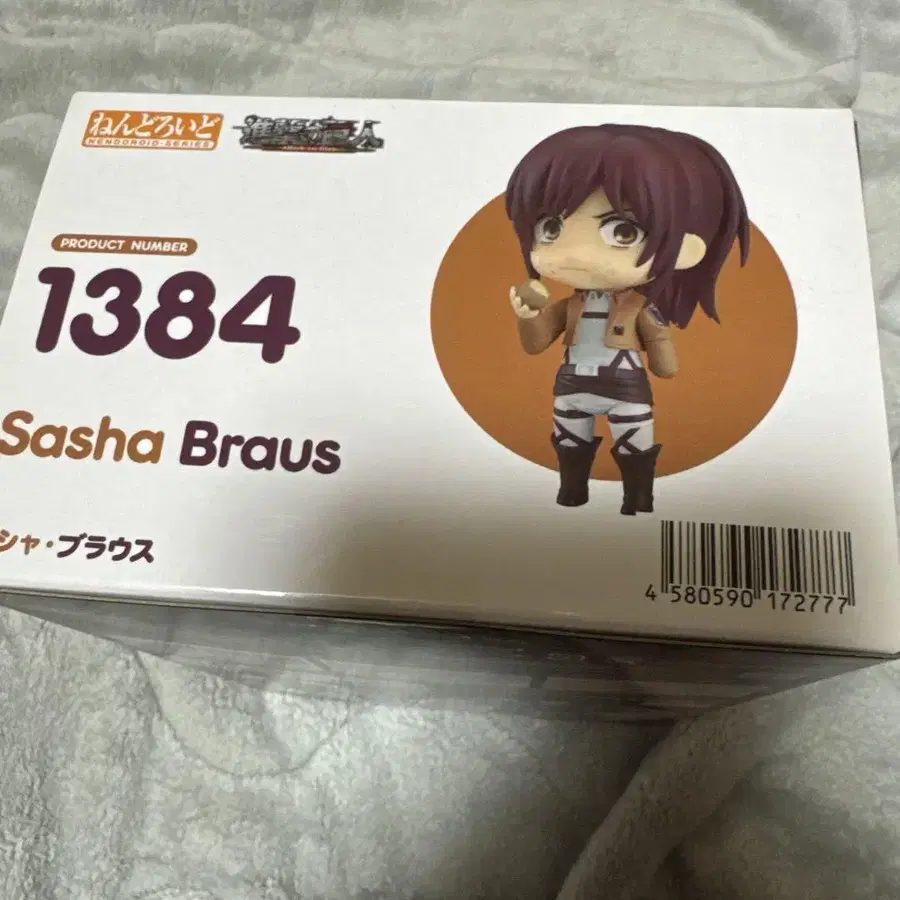 ねんどろいど
NENDOROID-SERIES
進撃の巨人
PRODUCT NUMBER
1384
Sasha Braus
シャ・ブラウス
4 580590 172777